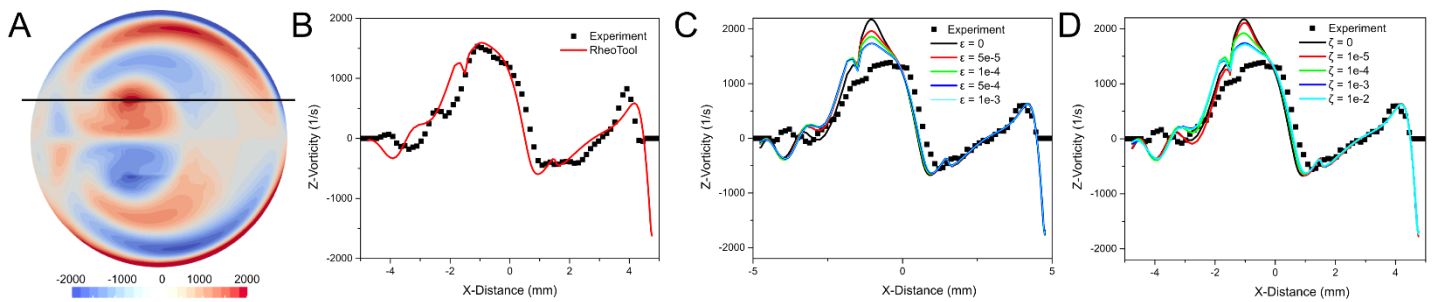 A
-2000 -1000 0 1000 2000
B
Z-Vorticity (1/s)
2000
1000
0
1000
2000
-4 -2 0 2 4
X-Distance (mm)
Experiment
RheoTool
C
Z-Vorticity (1/s)
2000
1000
0
1000
2000
-5 0 5
X-Distance (mm)
Experiment
ε = 0
ε = 5e-5
ε = 1e-4
ε = 5e-4
ε = 1e-3
D
Z-Vorticity (1/s)
2000
1000
0
1000
2000
-4 -2 0 2 4
X-Distance (mm)
Experiment
ζ = 0
ζ = 1e-5
ζ = 1e-4
ζ = 1e-3
ζ = 1e-2